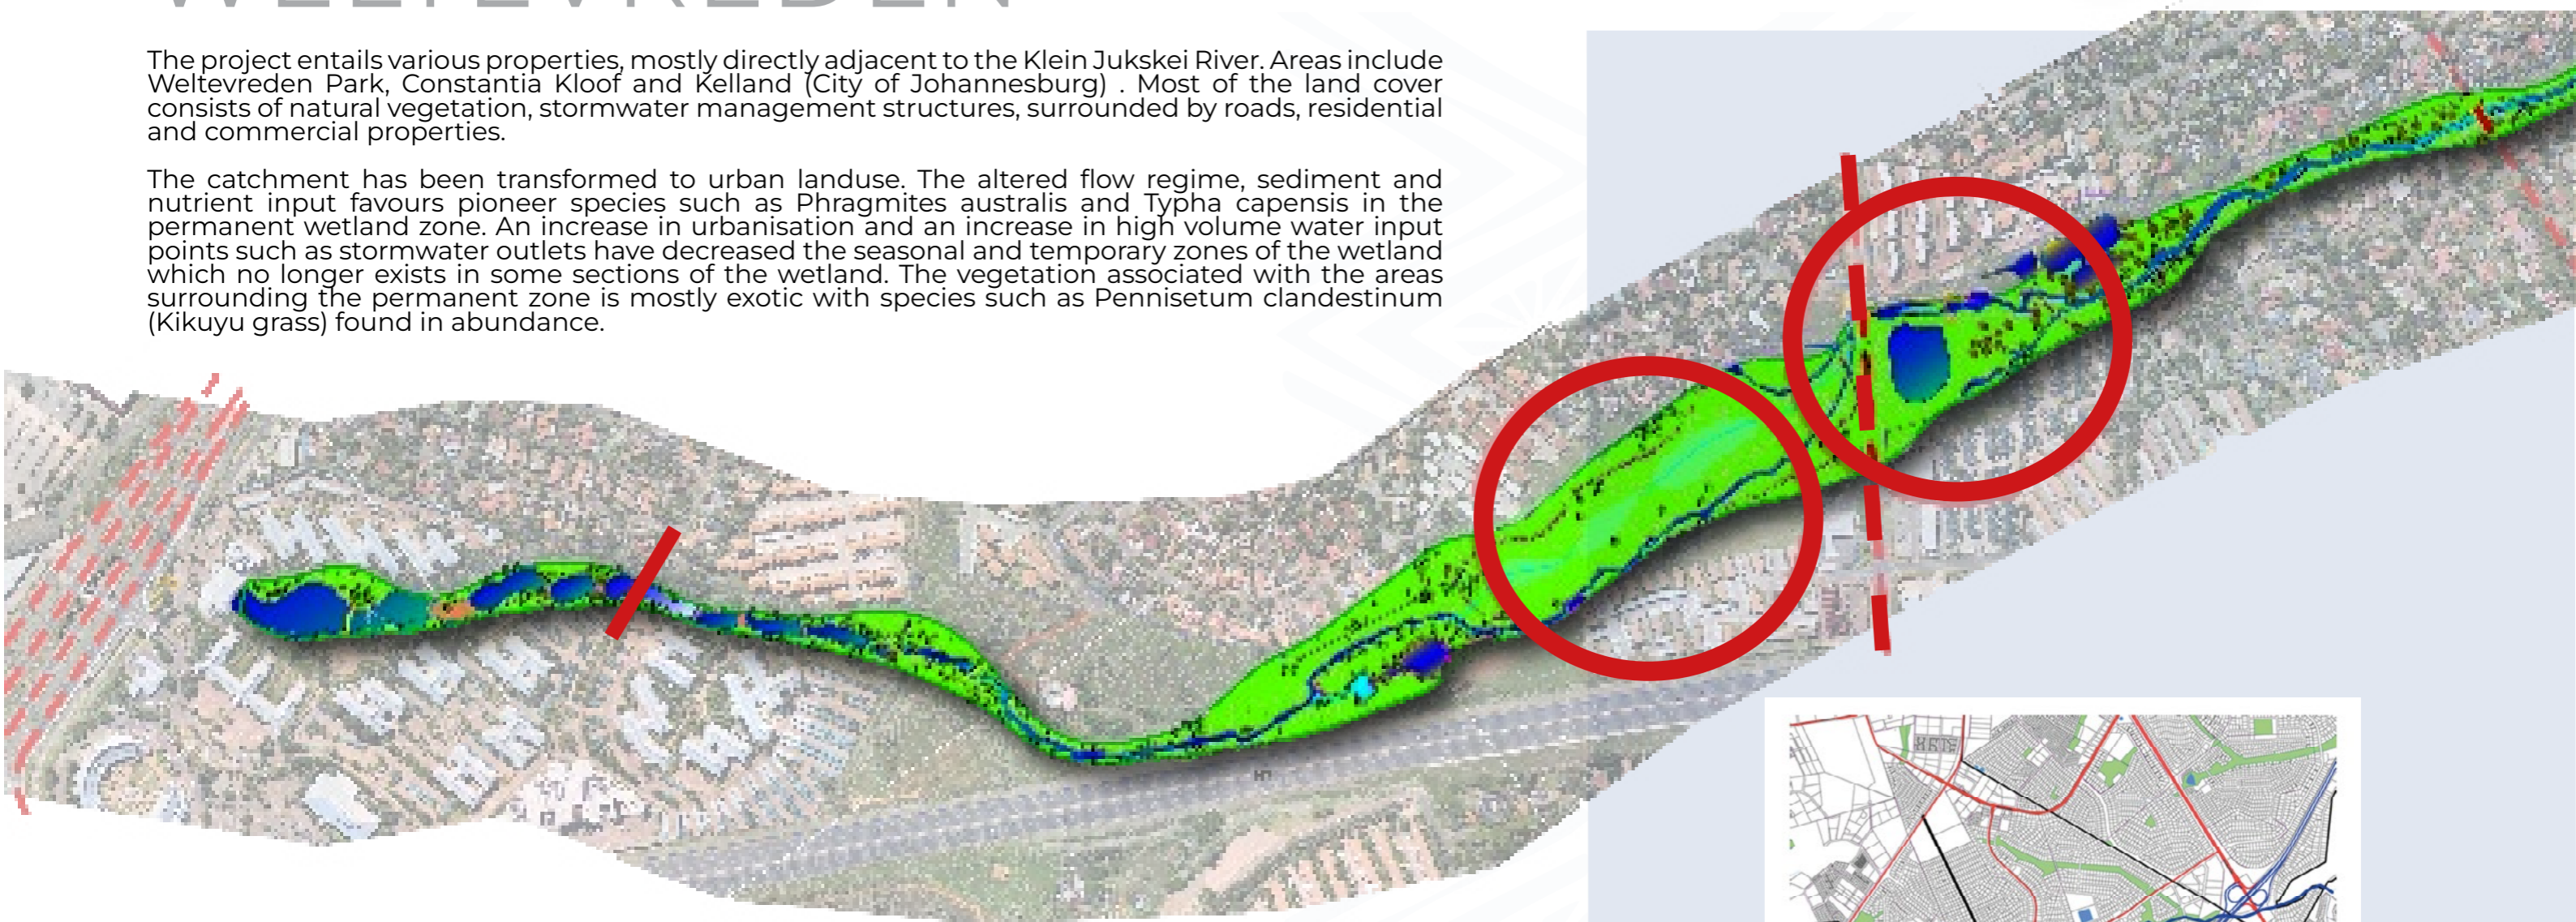 WELTEVREDEN
The project entails various properties, mostly directly adjacent to the Klein Jukskei River. Areas include
Weltevreden Park, Constantia Kloof and Kelland (City of Johannesburg) . Most of the land cover
consists of natural vegetation, stormwater management structures, surrounded by roads, residential
and commercial properties.
The catchment has been transformed to urban landuse. The altered flow regime, sediment and
nutrient input favours pioneer species such as Phragmites australis and Typha capensis in the
permanent wetland zone. An increase in urbanisation and an increase in high volume water input
points such as stormwater outlets have decreased the seasonal and temporary zones of the wetland
which no longer exists in some sections of the wetland. The vegetation associated with the areas
surrounding the permanent zone is mostly exotic with species such as Pennisetum clandestinum
(Kikuyu grass) found in abundance.